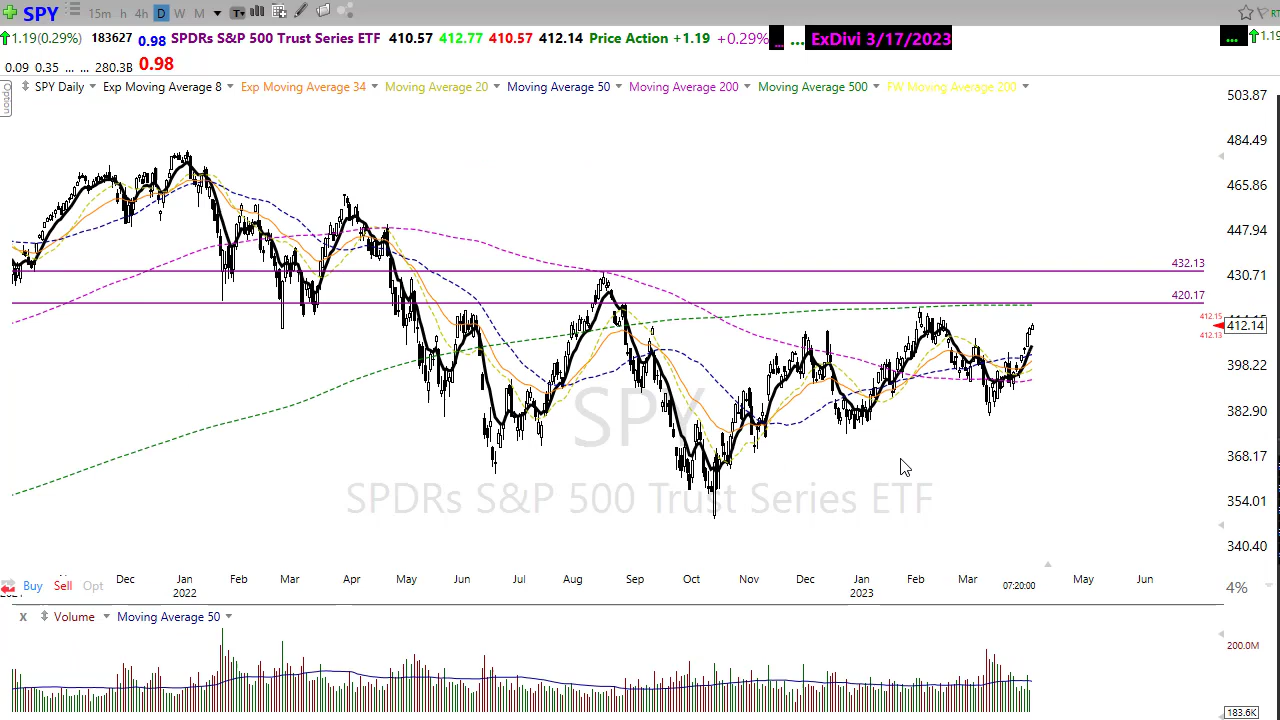 SPY 15m h 4h D W M T
1.19(0.29%) 183627 0.98 SPDRs S&P 500 Trust Series ETF 410.57 412.77 410.57 412.14 Price Action +1.19 +0.29% ... ... ExDivi 3/17/2023 ... 1.19
0.09 0.35 ... ... 280.3B 0.98
Option
SPY Daily Exp Moving Average 8 Exp Moving Average 34 Moving Average 20 Moving Average 50 Moving Average 200 Moving Average 500 FW Moving Average 200
503.87
484.49
465.86
447.94
432.13
430.71
420.17
412.15
412.14
412.13
398.22
382.90
SPY
368.17
SPDRs S&P 500 Trust Series ETF
354.01
340.40
Dec Jan Feb Mar Apr May Jun Jul Aug Sep Oct Nov Dec Jan Feb Mar 07:20:00 May Jun
Buy Sell Opt
4%
2022 2023
X Volume Moving Average 50
200.0M
183.6K